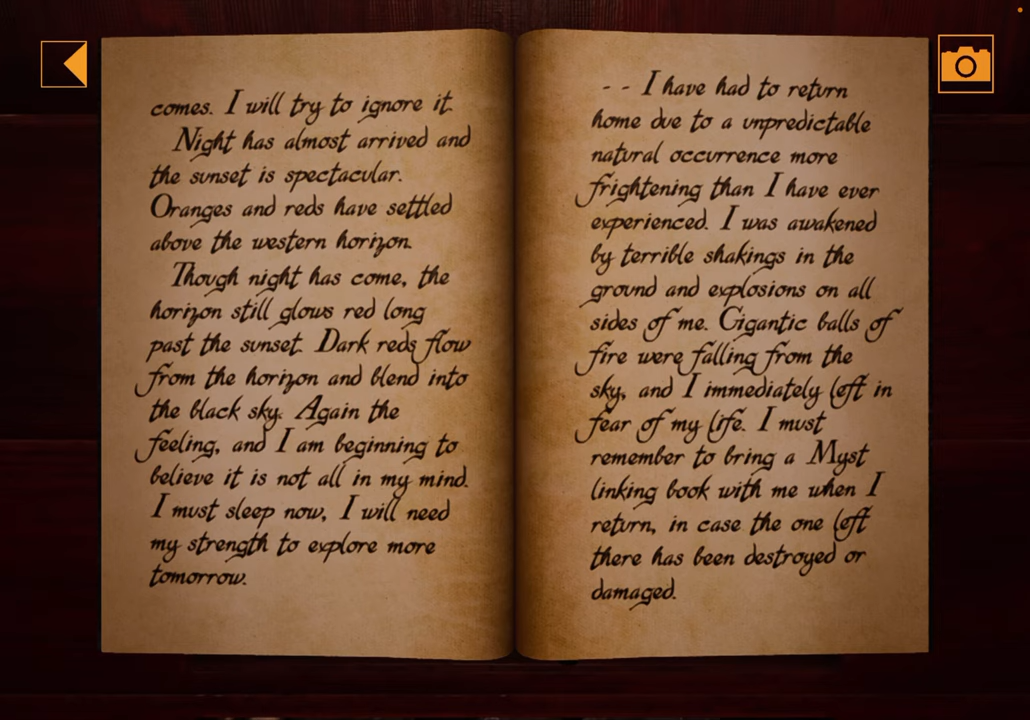 comes. I will try to ignore it.
Night has almost arrived and
the sunset is spectacular.
Oranges and reds have settled
above the western horizon.
Though night has come, the
horizon still glows red long
past the sunset. Dark reds flow
from the horizon and blend into
the black sky. Again the
feeling, and I am beginning to
believe it is not all in my mind.
I must sleep now, I will need
my strength to explore more
tomorrow.
- - I have had to return
home due to a unpredictable
natural occurrence more
frightening than I have ever
experienced. I was awakened
by terrible shakings in the
ground and explosions on all
sides of me. Gigantic balls of
fire were falling from the
sky, and I immediately left in
fear of my life. I must
remember to bring a Myst
linking book with me when I
return, in case the one left
there has been destroyed or
damaged.